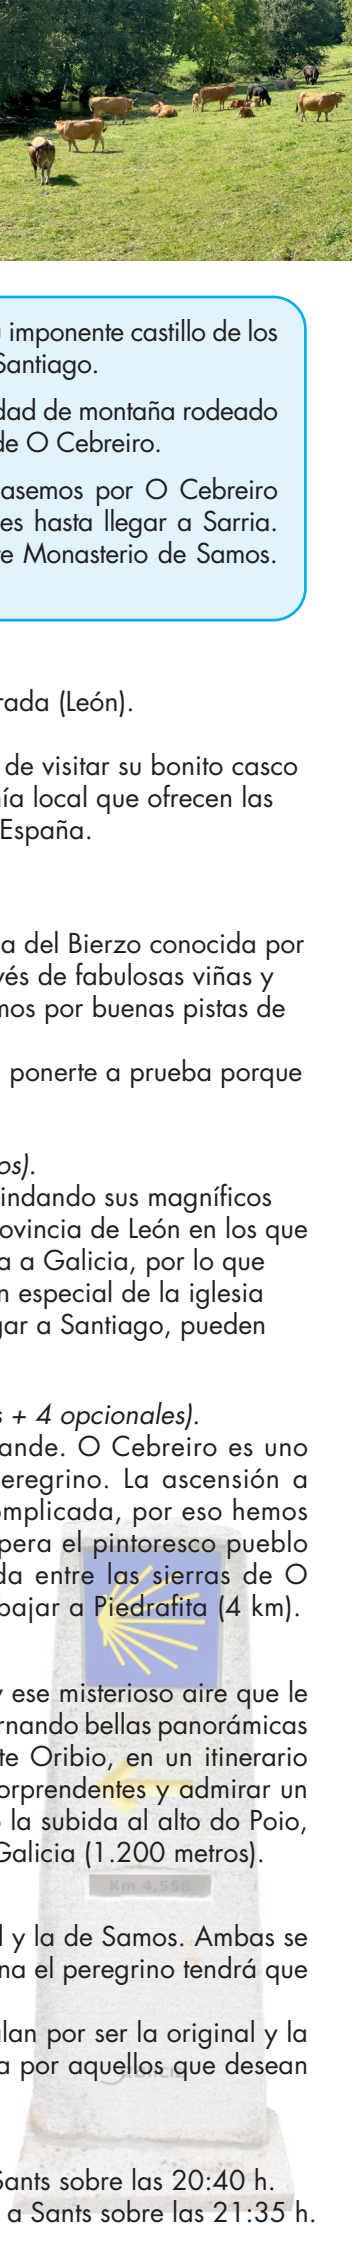 imponente castillo de los
Santiago.
dad de montaña rodeado
de O Cebreiro.
asemos por O Cebreiro
es hasta llegar a Sarria.
e Monasterio de Samos.
rada (León).
de visitar su bonito casco
ía local que ofrecen las
España.
a del Bierzo conocida por
vés de fabulosas viñas y
mos por buenas pistas de
ponerte a prueba porque
os).
indando sus magníficos
ovincia de León en los que
a a Galicia, por lo que
n especial de la iglesia
gar a Santiago, pueden
s + 4 opcionales).
ande. O Cebreiro es uno
eregrino. La ascensión a
omplicada, por eso hemos
pera el pintoresco pueblo
da entre las sierras de O
bajar a Piedrafita (4 km).
y ese misterioso aire que le
rnando bellas panorámicas
te Oribio, en un itinerario
orprendentes y admirar un
la subida al alto do Poio,
Galicia (1.200 metros).
Km 4,558
l y la de Samos. Ambas se
na el peregrino tendrá que
lan por ser la original y la
a por aquellos que desean
Sants sobre las 20:40 h.
a Sants sobre las 21:35 h.